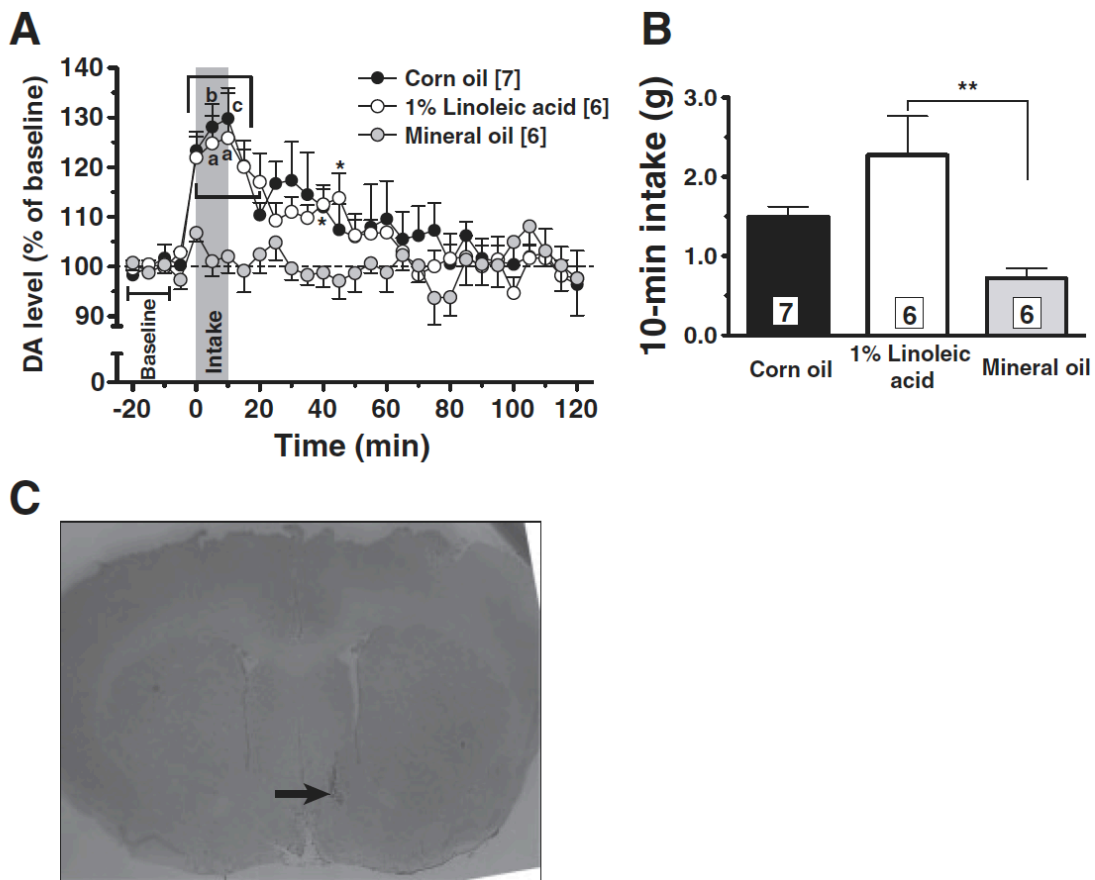 A
DA level (% of baseline)
140
130
120
110
100
90
0
b
c
a
a
*
*
Baseline
Intake
Corn oil [7]
1% Linoleic acid [6]
Mineral oil [6]
-20 0 20 40 60 80 100 120
Time (min)
B
10-min intake (g)
3.0
2.0
1.0
0.0
**
7
6
6
Corn oil
1% Linoleic
acid
Mineral oil
C